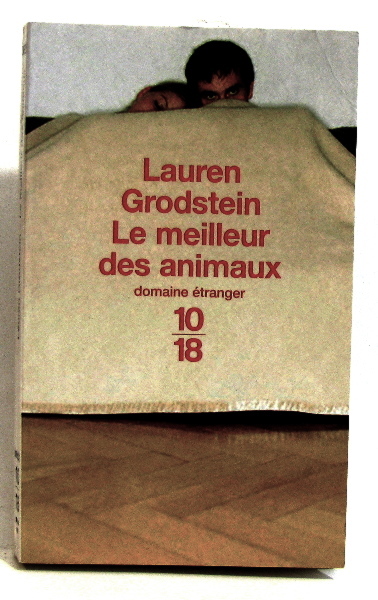 Lauren
Grodstein
Le meilleur
des animaux
domaine étranger
10
18